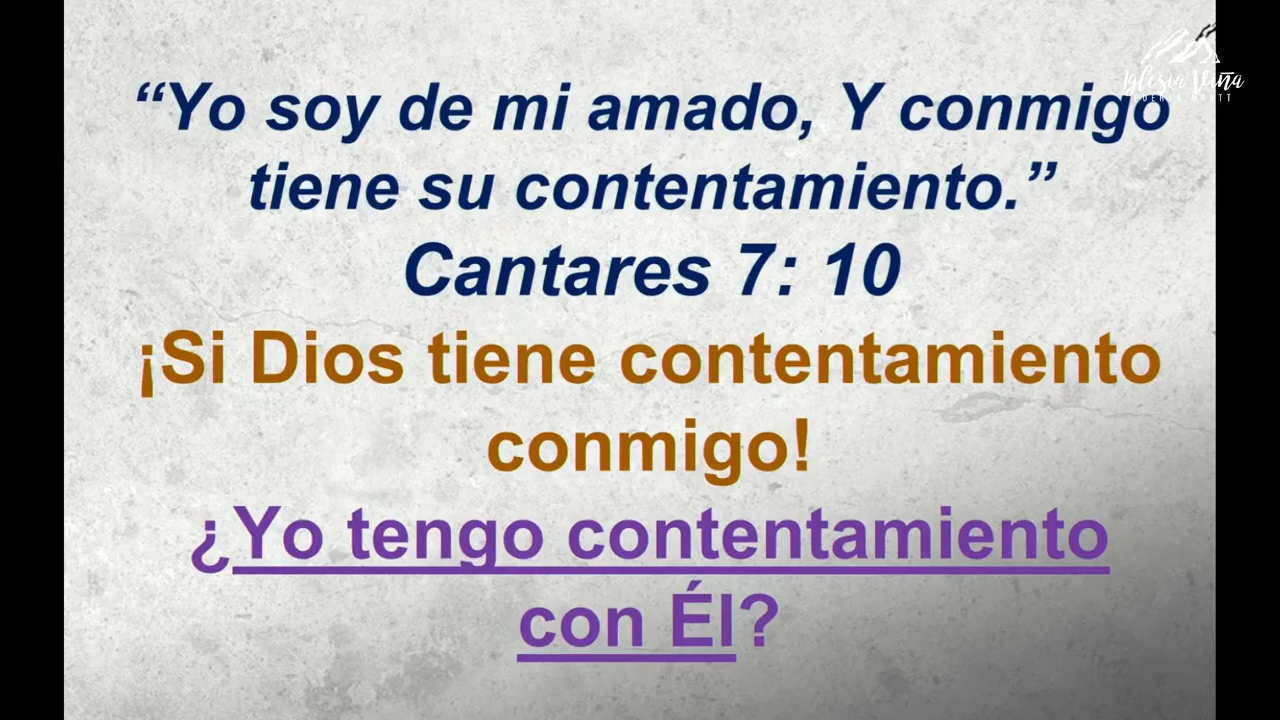 “Yo soy de mi amado, Y conmigo
tiene su contentamiento.”
Cantares 7: 10
¡Si Dios tiene contentamiento
conmigo!
¿Yo tengo contentamiento
con Él?
Iglesia Viña